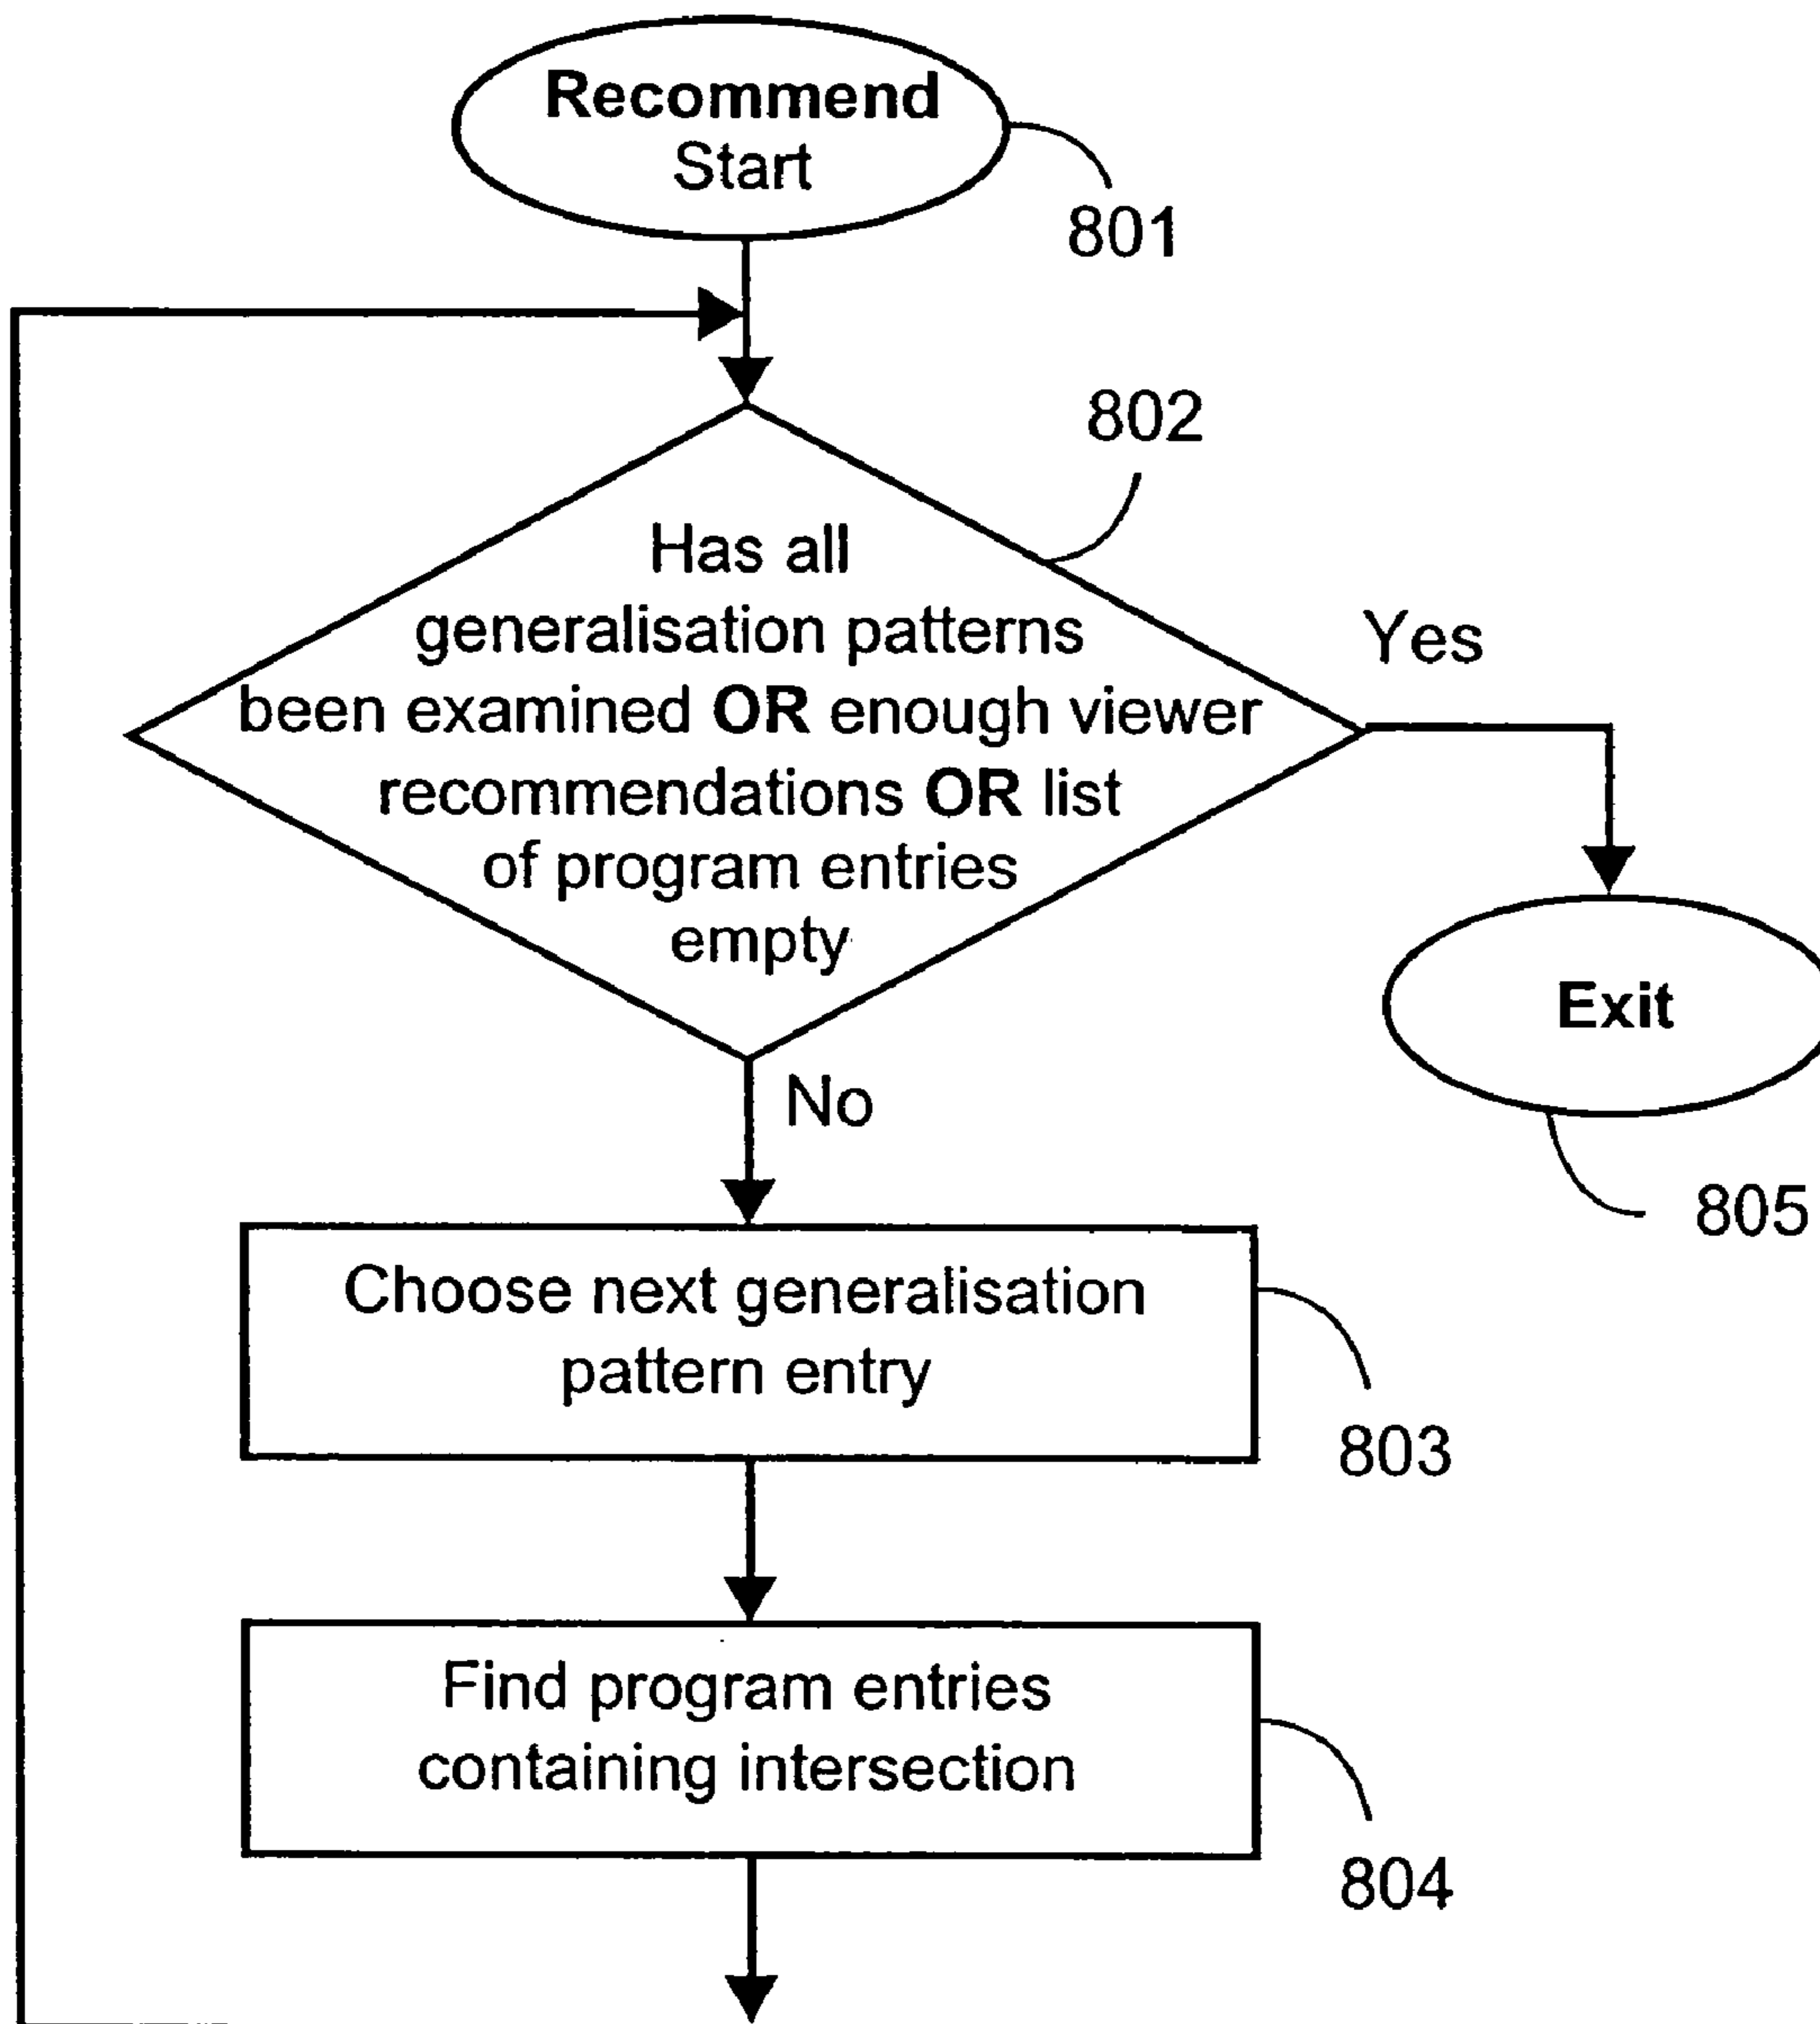 Recommend
Start
801
802
Has all
generalisation patterns
been examined OR enough viewer
recommendations OR list
of program entries
empty
Yes
Exit
805
No
Choose next generalisation
pattern entry
803
Find program entries
containing intersection
804